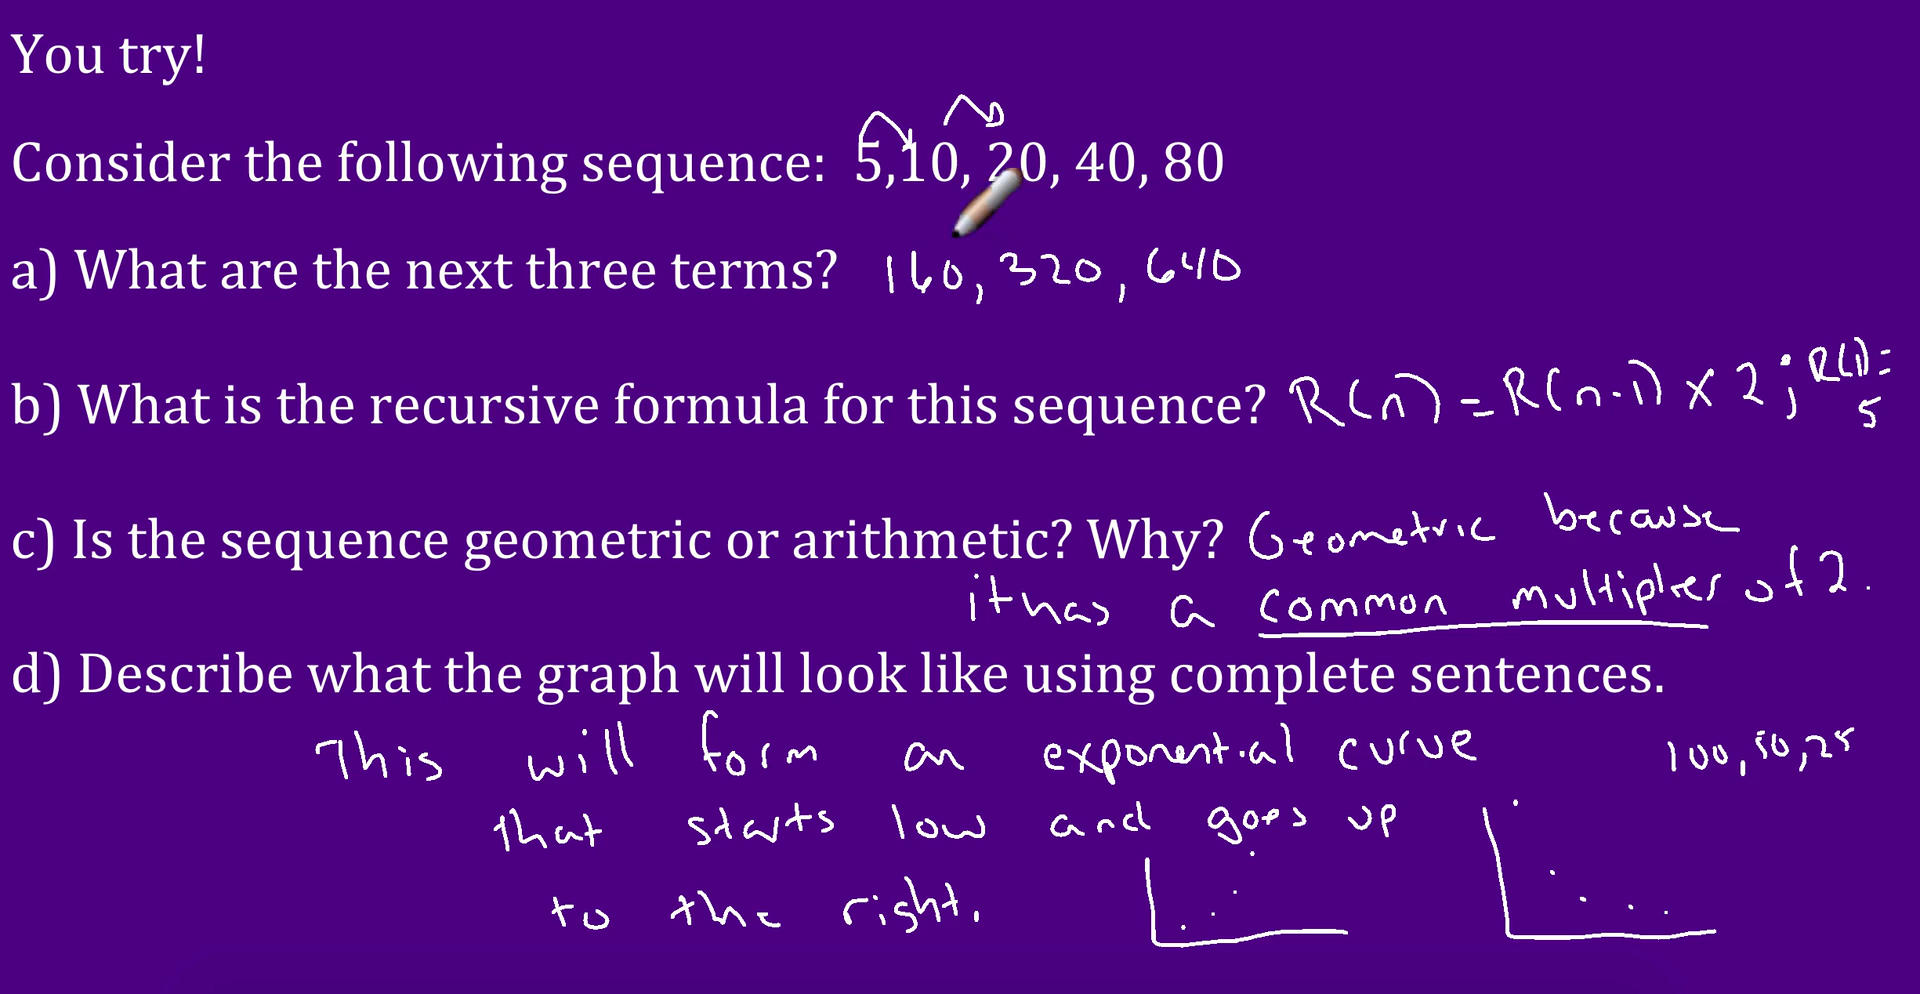 You try!
Consider the following sequence: 5,10, 20, 40, 80
a) What are the next three terms? 160, 320, 640
b) What is the recursive formula for this sequence? R(n) = R(n-1) x 2 ; R(1) =
5
c) Is the sequence geometric or arithmetic? Why? Geometric because
it has a common multiplier of 2.
d) Describe what the graph will look like using complete sentences.
This will form an exponential curve 100, 50, 25
that starts low and goes up
to the right.